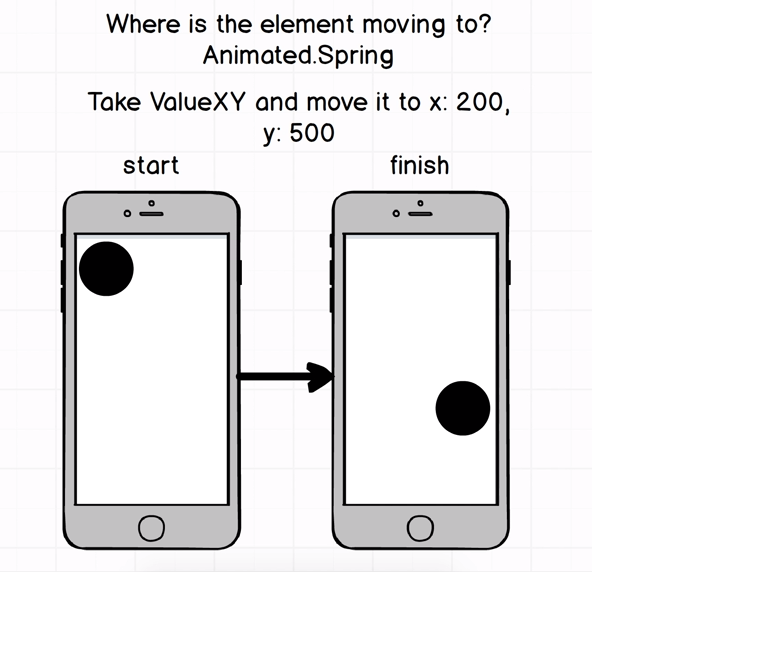 Where is the element moving to?
Animated.Spring
Take ValueXY and move it to x: 200,
y: 500
start
finish